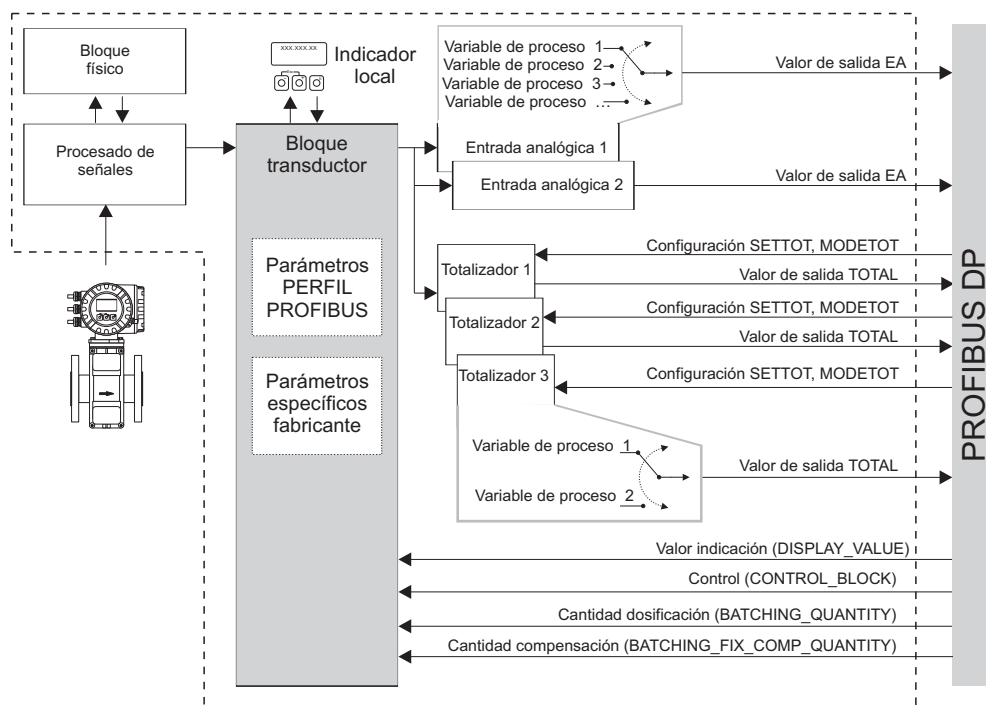 Bloque
físico
Procesado de
señales
xxx.xxx.xx
Indicador
local
Bloque
transductor
Parámetros
PERFIL
PROFIBUS
Parámetros
específicos
fabricante
Variable de proceso 1
Variable de proceso 2
Variable de proceso 3
Variable de proceso ...
Entrada analógica 1
Valor de salida EA
Entrada analógica 2
Valor de salida EA
Totalizador 1
Configuración SETTOT, MODETOT
Valor de salida TOTAL
Totalizador 2
Configuración SETTOT, MODETOT
Valor de salida TOTAL
Totalizador 3
Configuración SETTOT, MODETOT
Variable de proceso 1
Variable de proceso 2
Valor de salida TOTAL
Valor indicación (DISPLAY_VALUE)
Control (CONTROL_BLOCK)
Cantidad dosificación (BATCHING_QUANTITY)
Cantidad compensación (BATCHING_FIX_COMP_QUANTITY)
PROFIBUS DP